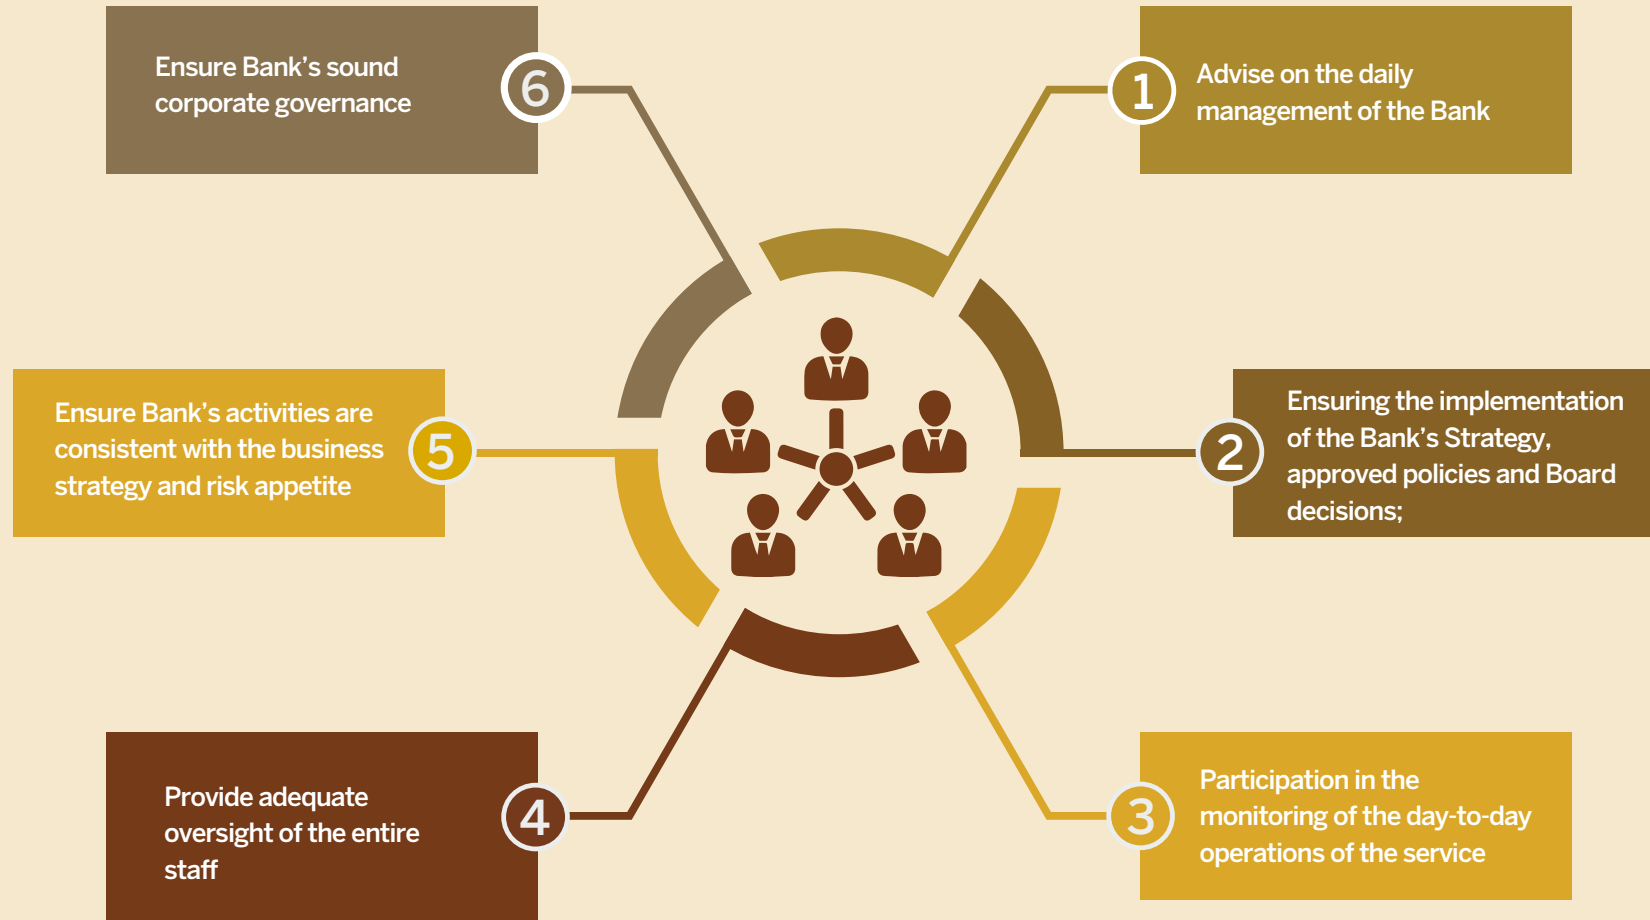 1
Advise on the daily
management of the Bank
2
Ensuring the implementation
of the Bank’s Strategy,
approved policies and Board
decisions;
3
Participation in the
monitoring of the day-to-day
operations of the service
4
Provide adequate
oversight of the entire
staff
5
Ensure Bank’s activities are
consistent with the business
strategy and risk appetite
6
Ensure Bank’s sound
corporate governance